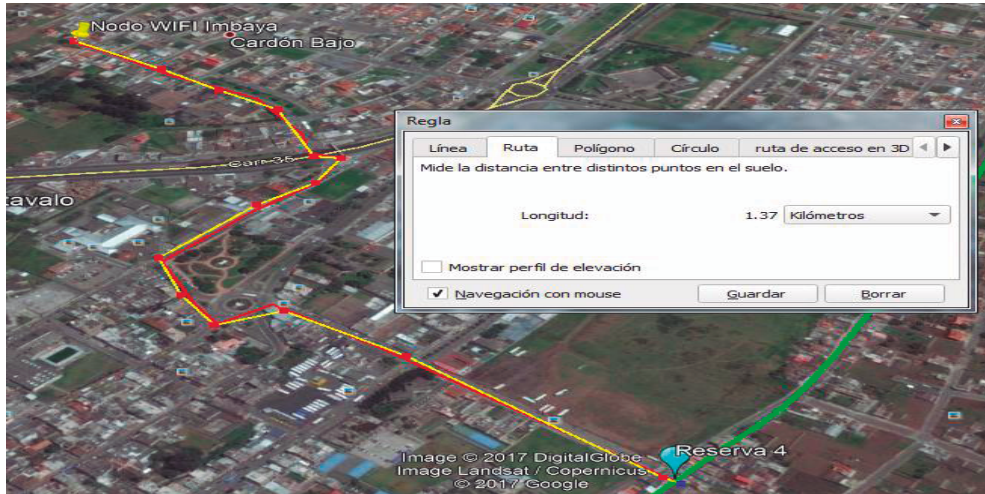 Nodo WIFI Imbaya
Cardón Bajo
Regla
Línea Ruta Polígono Círculo ruta de acceso en 3D
Mide la distancia entre distintos puntos en el suelo.
Carr 35
tavalo
Longitud: 1.37 Kilómetros
Mostrar perfil de elevación
Navegación con mouse Guardar Borrar
Reserva 4
Image © 2017 DigitalGlobe
Image Landsat / Copernicus
© 2017 Google